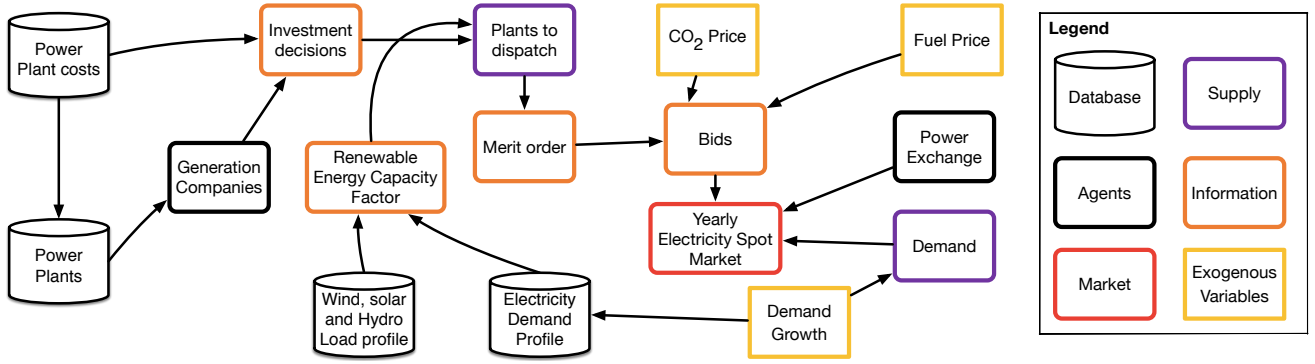 Power
Plant costs
Investment
decisions
Plants to
dispatch
CO2 Price
Fuel Price
Generation
Companies
Renewable
Energy Capacity
Factor
Merit order
Bids
Power
Exchange
Power
Plants
Yearly
Electricity Spot
Market
Demand
Wind, solar
and Hydro
Load profile
Electricity
Demand
Profile
Demand
Growth
Legend
Database
Supply
Agents
Information
Market
Exogenous
Variables